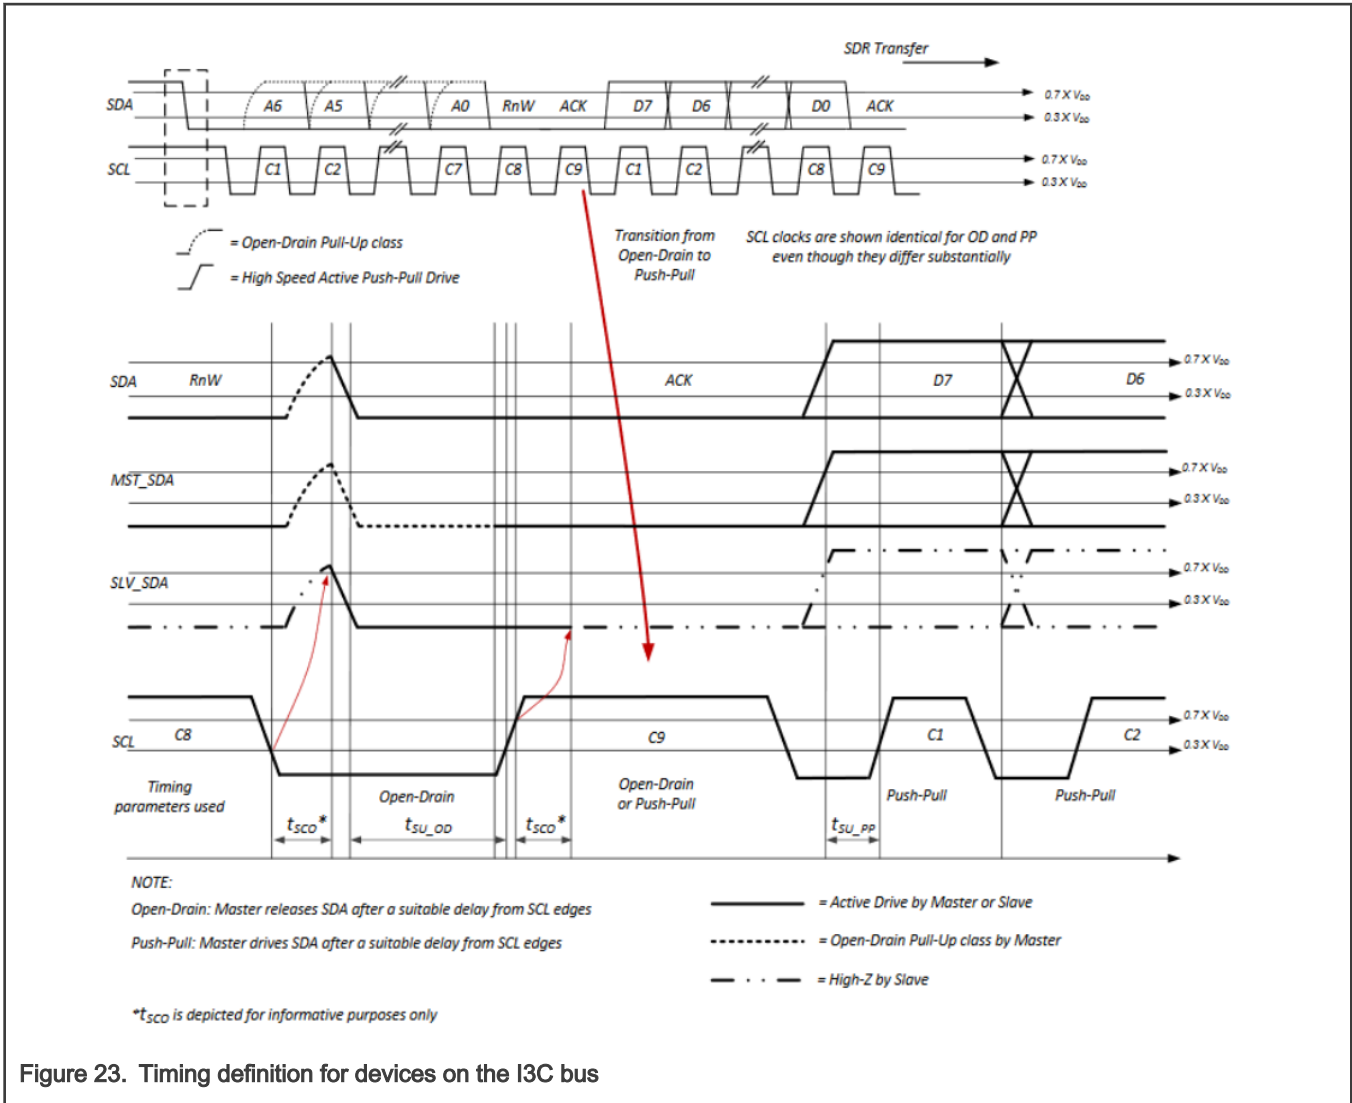 SDR Transfer
SDA
A6 A5 A0 RnW ACK D7 D6 D0 ACK
0.7 X VDD
0.3 X VDD
SCL
C1 C2 C7 C8 C9 C1 C2 C8 C9
0.7 X VDD
0.3 X VDD
= Open-Drain Pull-Up class
= High Speed Active Push-Pull Drive
Transition from
Open-Drain to
Push-Pull
SCL clocks are shown identical for OD and PP
even though they differ substantially
SDA RnW ACK D7 D6
0.7 X VDD
0.3 X VDD
MST_SDA
0.7 X VDD
0.3 X VDD
SLV_SDA
0.7 X VDD
0.3 X VDD
SCL C8 C9 C1 C2
0.7 X VDD
0.3 X VDD
Timing
parameters used
Open-Drain
Open-Drain
or Push-Pull
Push-Pull
Push-Pull
tSCO* tSU_OD tSCO* tSU_PP
NOTE:
Open-Drain: Master releases SDA after a suitable delay from SCL edges
Push-Pull: Master drives SDA after a suitable delay from SCL edges
= Active Drive by Master or Slave
= Open-Drain Pull-Up class by Master
= High-Z by Slave
*tSCO is depicted for informative purposes only
Figure 23. Timing definition for devices on the I3C bus